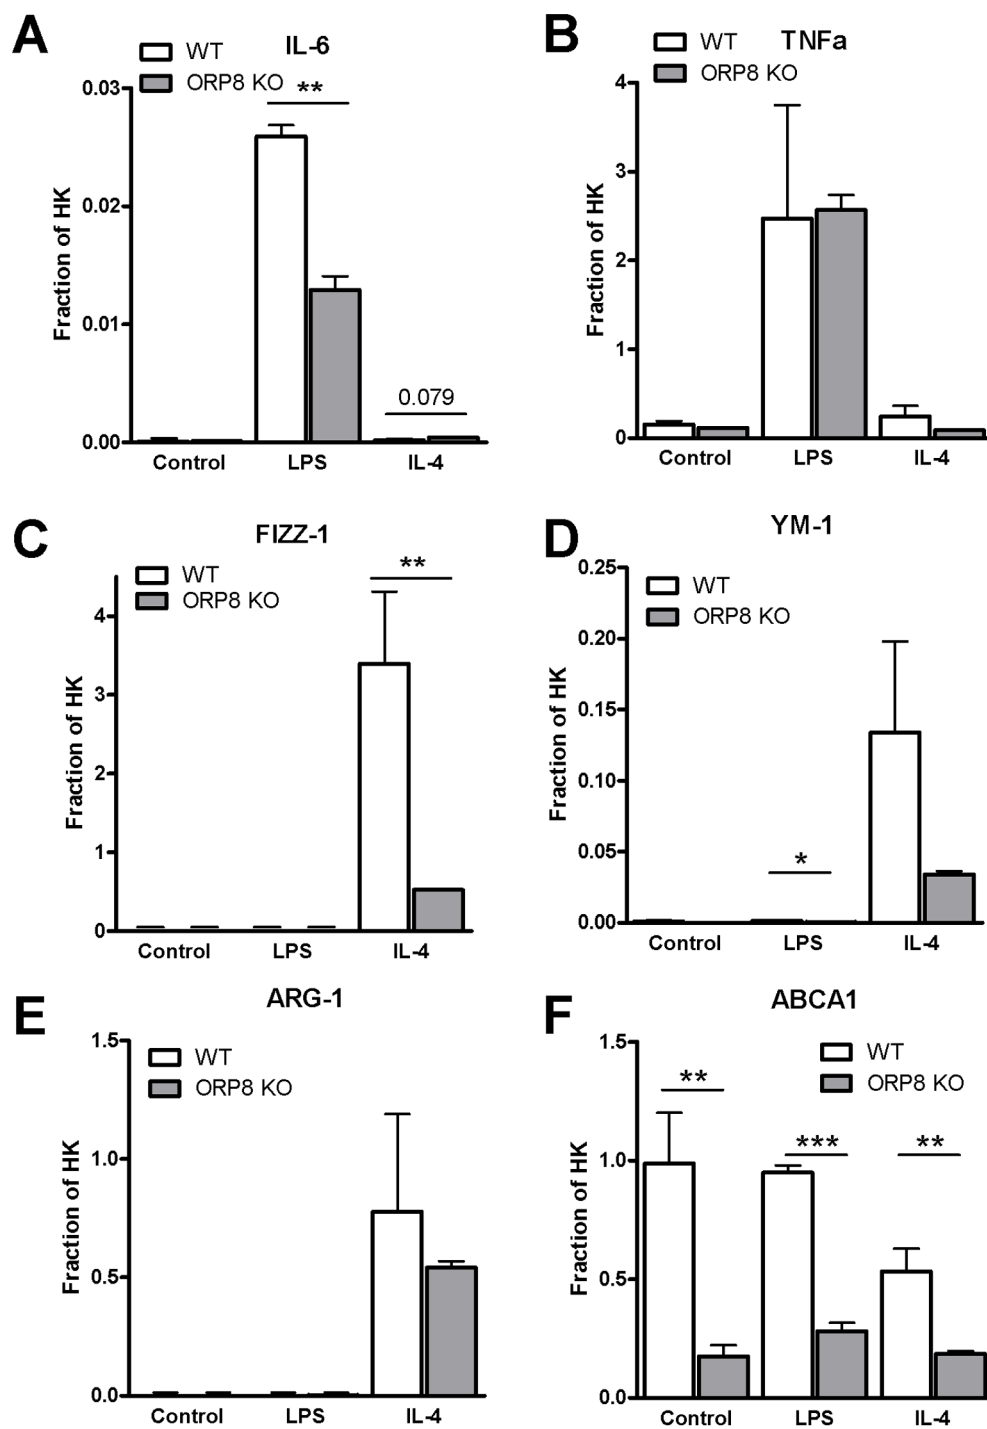 A
IL-6
WT
ORP8 KO
**
0.079
0.03
0.02
0.01
0.00
Fraction of HK
Control LPS IL-4
B
TNFa
WT
ORP8 KO
4
3
2
1
0
Fraction of HK
Control LPS IL-4
C
FIZZ-1
WT
ORP8 KO
**
4
3
2
1
0
Fraction of HK
Control LPS IL-4
D
YM-1
WT
ORP8 KO
*
0.25
0.20
0.15
0.10
0.05
0.00
Fraction of HK
Control LPS IL-4
E
ARG-1
WT
ORP8 KO
1.5
1.0
0.5
0.0
Fraction of HK
Control LPS IL-4
F
ABCA1
WT
ORP8 KO
**
***
**
1.5
1.0
0.5
0.0
Fraction of HK
Control LPS IL-4